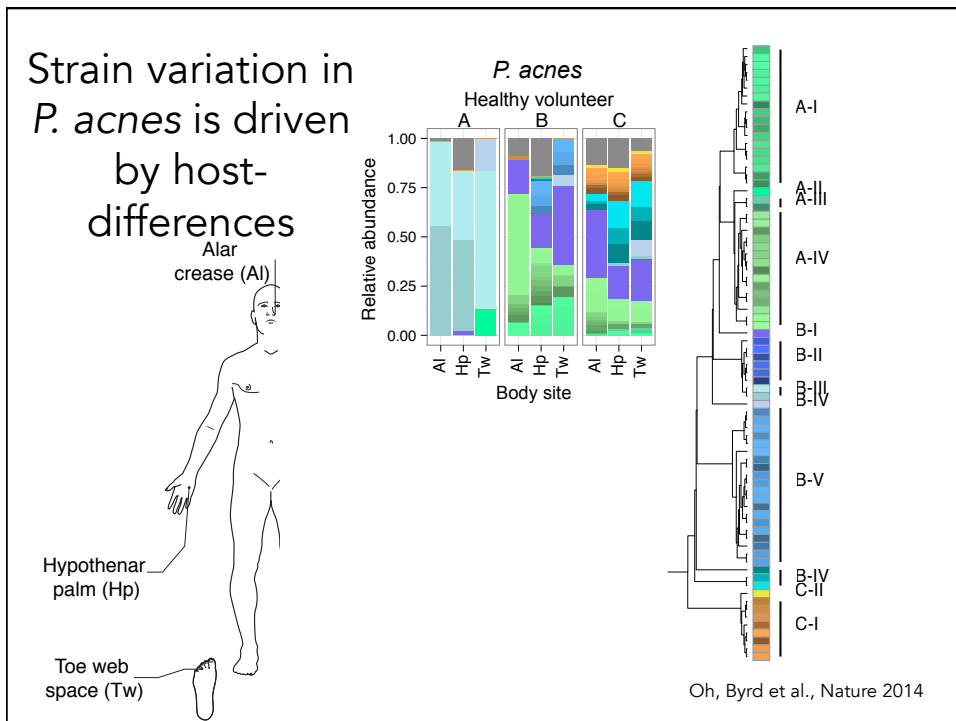 Strain variation in
P. acnes is driven
by host-
differences
Alar
crease (Al)
Hypothenar
palm (Hp)
Toe web
space (Tw)
P. acnes
Healthy volunteer
A B C
Relative abundance
1.00
0.75
0.50
0.25
0.00
Al Hp Tw Al Hp Tw Al Hp Tw
Body site
A-I
A-II
A-III
A-IV
B-I
B-II
B-III
B-IV
B-V
B-IV
C-II
C-I
Oh, Byrd et al., Nature 2014